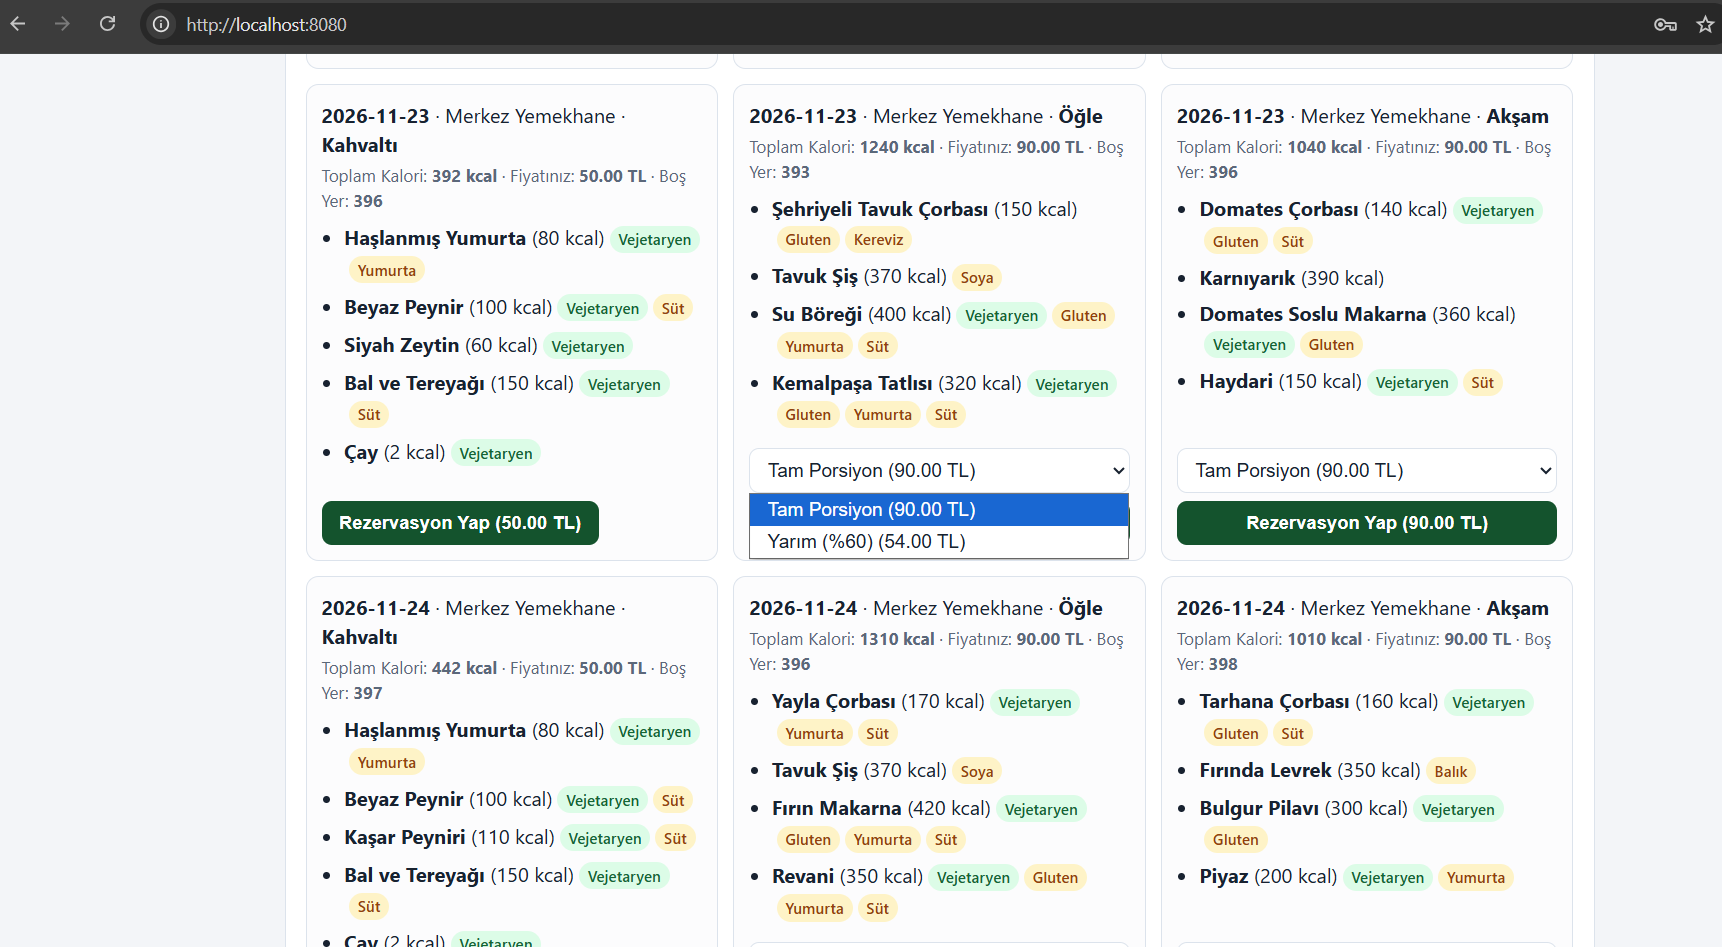 http://localhost:8080
2026-11-23 · Merkez Yemekhane ·
Kahvaltı
Toplam Kalori: 392 kcal · Fiyatınız: 50.00 TL · Boş
Yer: 396
Haşlanmış Yumurta (80 kcal) Vejetaryen
Yumurta
Beyaz Peynir (100 kcal) Vejetaryen Süt
Siyah Zeytin (60 kcal) Vejetaryen
Bal ve Tereyağı (150 kcal) Vejetaryen
Süt
Çay (2 kcal) Vejetaryen
Rezervasyon Yap (50.00 TL)
2026-11-23 · Merkez Yemekhane · Öğle
Toplam Kalori: 1240 kcal · Fiyatınız: 90.00 TL · Boş
Yer: 393
Şehriyeli Tavuk Çorbası (150 kcal)
Gluten Kereviz
Tavuk Şiş (370 kcal) Soya
Su Böreği (400 kcal) Vejetaryen Gluten
Yumurta Süt
Kemalpaşa Tatlısı (320 kcal) Vejetaryen
Gluten Yumurta Süt
Tam Porsiyon (90.00 TL)
Tam Porsiyon (90.00 TL)
Yarım (%60) (54.00 TL)
2026-11-23 · Merkez Yemekhane · Akşam
Toplam Kalori: 1040 kcal · Fiyatınız: 90.00 TL · Boş
Yer: 396
Domates Çorbası (140 kcal) Vejetaryen
Gluten Süt
Karnıyarık (390 kcal)
Domates Soslu Makarna (360 kcal)
Vejetaryen Gluten
Haydari (150 kcal) Vejetaryen Süt
Tam Porsiyon (90.00 TL)
Rezervasyon Yap (90.00 TL)
2026-11-24 · Merkez Yemekhane ·
Kahvaltı
Toplam Kalori: 442 kcal · Fiyatınız: 50.00 TL · Boş
Yer: 397
Haşlanmış Yumurta (80 kcal) Vejetaryen
Yumurta
Beyaz Peynir (100 kcal) Vejetaryen Süt
Kaşar Peyniri (110 kcal) Vejetaryen Süt
Bal ve Tereyağı (150 kcal) Vejetaryen
Süt
Çay (2 kcal) Vejetaryen
2026-11-24 · Merkez Yemekhane · Öğle
Toplam Kalori: 1310 kcal · Fiyatınız: 90.00 TL · Boş
Yer: 396
Yayla Çorbası (170 kcal) Vejetaryen
Yumurta Süt
Tavuk Şiş (370 kcal) Soya
Fırın Makarna (420 kcal) Vejetaryen
Gluten Yumurta Süt
Revani (350 kcal) Vejetaryen Gluten
Yumurta Süt
2026-11-24 · Merkez Yemekhane · Akşam
Toplam Kalori: 1010 kcal · Fiyatınız: 90.00 TL · Boş
Yer: 398
Tarhana Çorbası (160 kcal) Vejetaryen
Gluten Süt
Fırında Levrek (350 kcal) Balık
Bulgur Pilavı (300 kcal) Vejetaryen
Gluten
Piyaz (200 kcal) Vejetaryen Yumurta